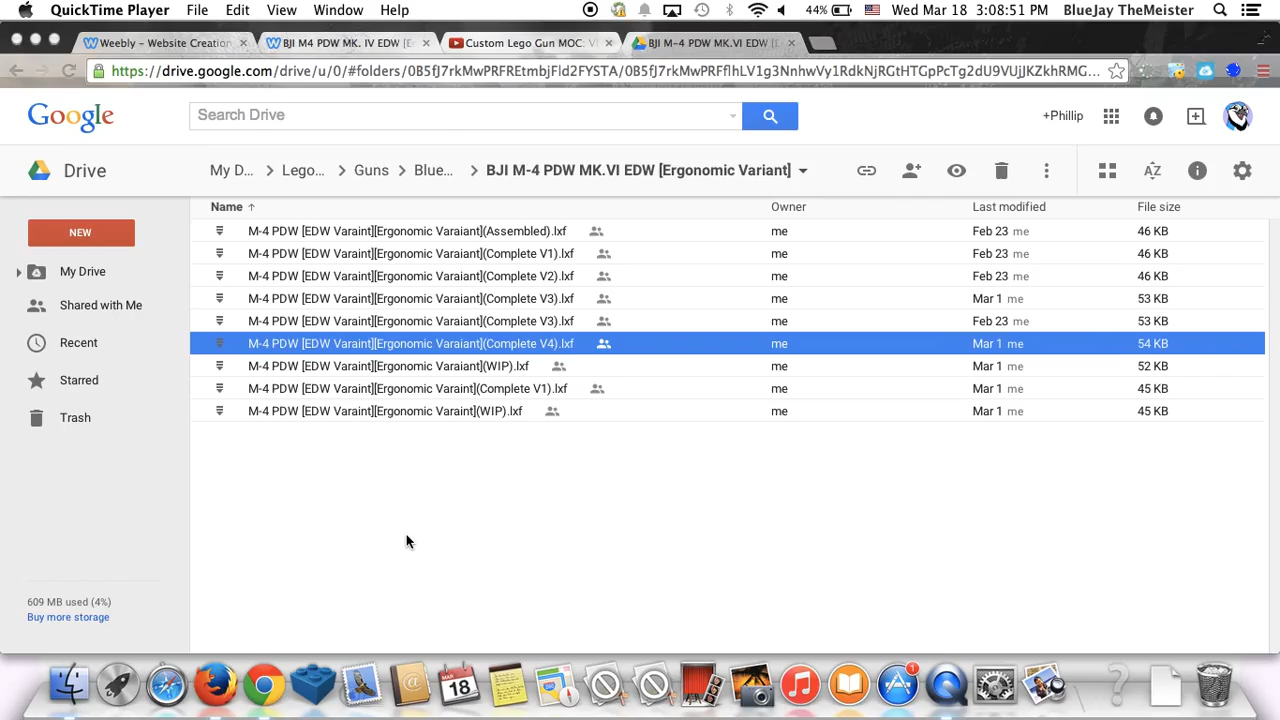 QuickTime Player File Edit View Window Help 44% Wed Mar 18 3:08:51 PM BlueJay TheMeister
Weebly - Website Creation BJI M4 PDW MK. IV EDW [E Custom Lego Gun MOC: V BJI M-4 PDW MK.VI EDW [E
https://drive.google.com/drive/u/0/#folders/0B5fJ7rkMwPRFREtmbjFld2FYSTA/0B5fJ7rkMwPRFflhLV1g3NnhwVy1RdkNjRGtHTGpPcTg2dU9VUjJKZkhRMG...
Google Search Drive +Phillip
Drive My D... Lego... Guns Blue... BJI M-4 PDW MK.VI EDW [Ergonomic Variant]
Name Owner Last modified File size
NEW
My Drive
Shared with Me
Recent
Starred
Trash
M-4 PDW [EDW Varaint][Ergonomic Varaiant](Assembled).lxf me Feb 23 me 46 KB
M-4 PDW [EDW Varaint][Ergonomic Varaiant](Complete V1).lxf me Feb 23 me 46 KB
M-4 PDW [EDW Varaint][Ergonomic Varaiant](Complete V2).lxf me Feb 23 me 46 KB
M-4 PDW [EDW Varaint][Ergonomic Varaiant](Complete V3).lxf me Mar 1 me 53 KB
M-4 PDW [EDW Varaint][Ergonomic Varaiant](Complete V3).lxf me Feb 23 me 53 KB
M-4 PDW [EDW Varaint][Ergonomic Varaiant](Complete V4).lxf me Mar 1 me 54 KB
M-4 PDW [EDW Varaint][Ergonomic Varaiant](WIP).lxf me Mar 1 me 52 KB
M-4 PDW [EDW Varaint][Ergonomic Varaint](Complete V1).lxf me Mar 1 me 45 KB
M-4 PDW [EDW Varaint][Ergonomic Varaint](WIP).lxf me Mar 1 me 45 KB
609 MB used (4%)
Buy more storage
MAR
18
1